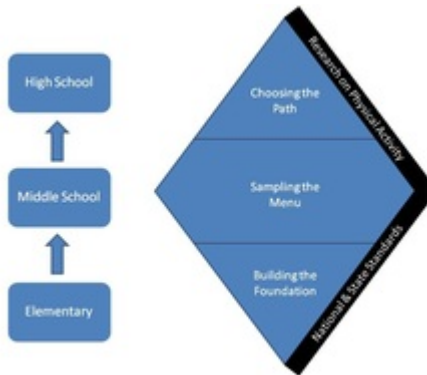 High School
Middle School
Elementary
Choosing the
Path
Sampling the
Menu
Building the
Foundation
Research on Physical Activity
National & State Standards